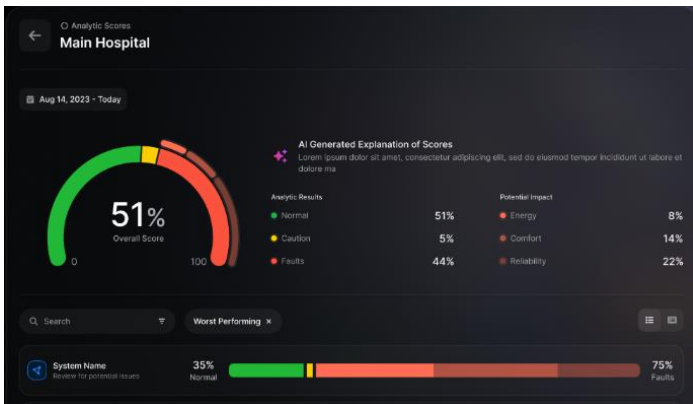 Analytic Scores
Main Hospital
Aug 14, 2023 - Today
51%
Overall Score
0
100
AI Generated Explanation of Scores
Lorem ipsum dolor sit amet, consectetur adipiscing elit, sed do eiusmod tempor incididunt ut labore et
dolore ma
Analytic Results
Normal 51%
Caution 5%
Faults 44%
Potential Impact
Energy 8%
Comfort 14%
Reliability 22%
Search
Worst Performing ×
System Name
Review for potential issues
35%
Normal
75%
Faults